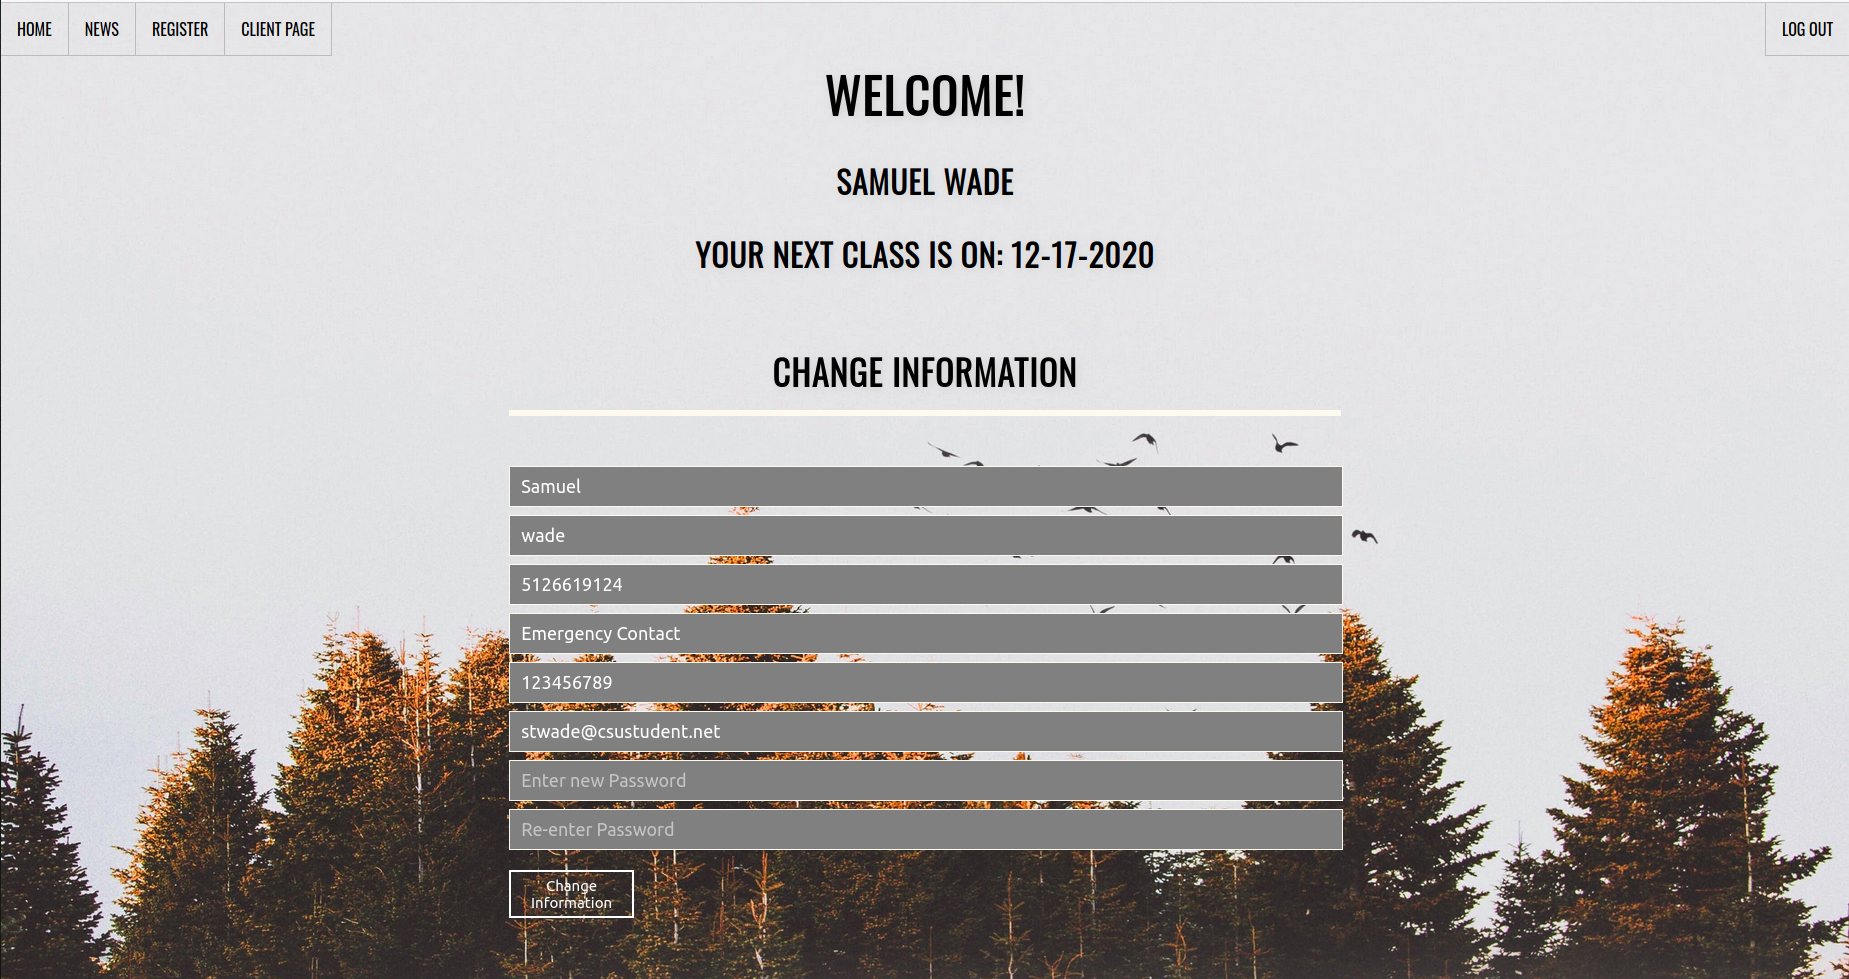 HOME NEWS REGISTER CLIENT PAGE LOG OUT
WELCOME!
SAMUEL WADE
YOUR NEXT CLASS IS ON: 12-17-2020
CHANGE INFORMATION
Samuel
wade
5126619124
Emergency Contact
123456789
stwade@csustudent.net
Enter new Password
Re-enter Password
Change
Information